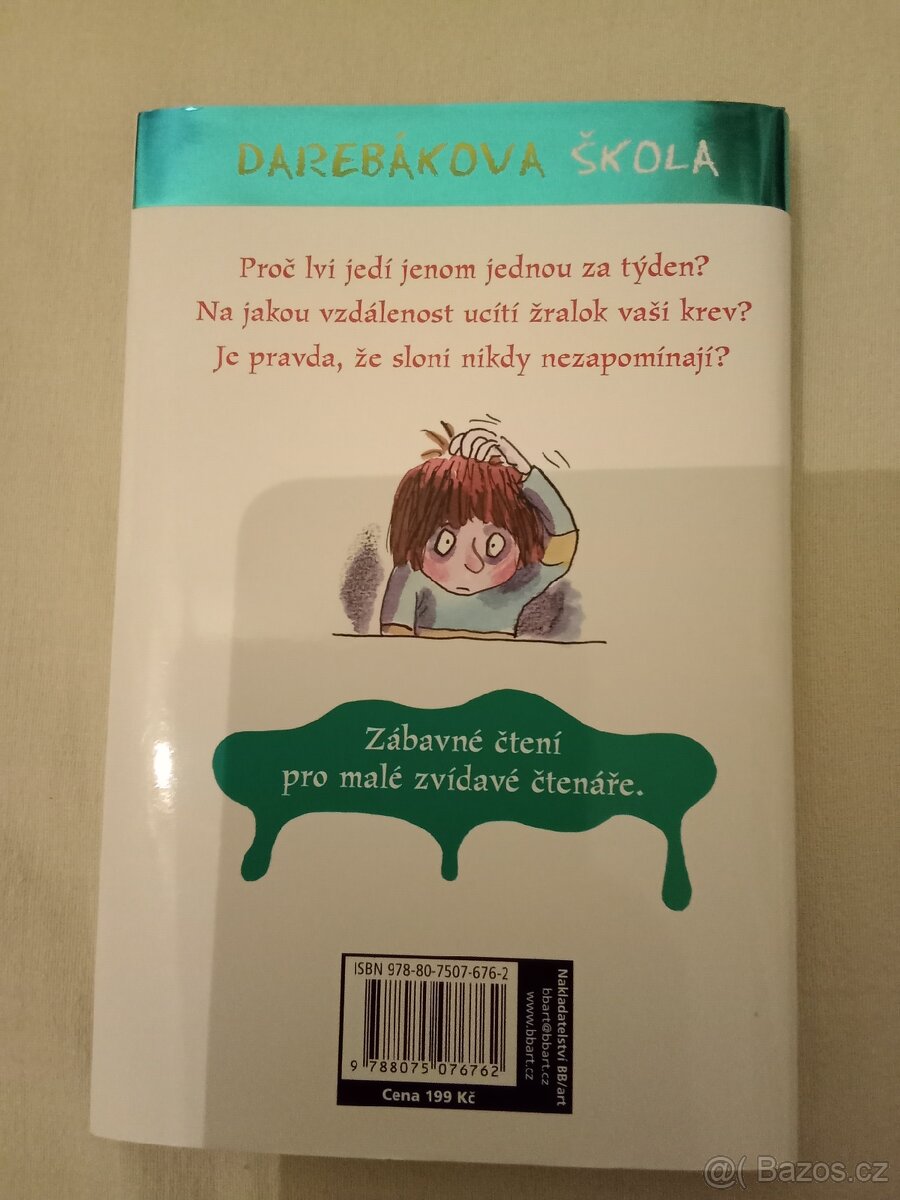 DAREBÁKOVA ŠKOLA
Proč lvi jedí jenom jednou za týden?
Na jakou vzdálenost ucítí žralok vaši krev?
Je pravda, že sloni nikdy nezapomínají?
Zábavné čtení
pro malé zvídavé čtenáře.
ISBN 978-80-7507-676-2
9 788075 076762
Cena 199 Kč
Nakladatelství BB/art
bbart@bbart.cz
www.bbart.cz
@( Bazos.cz